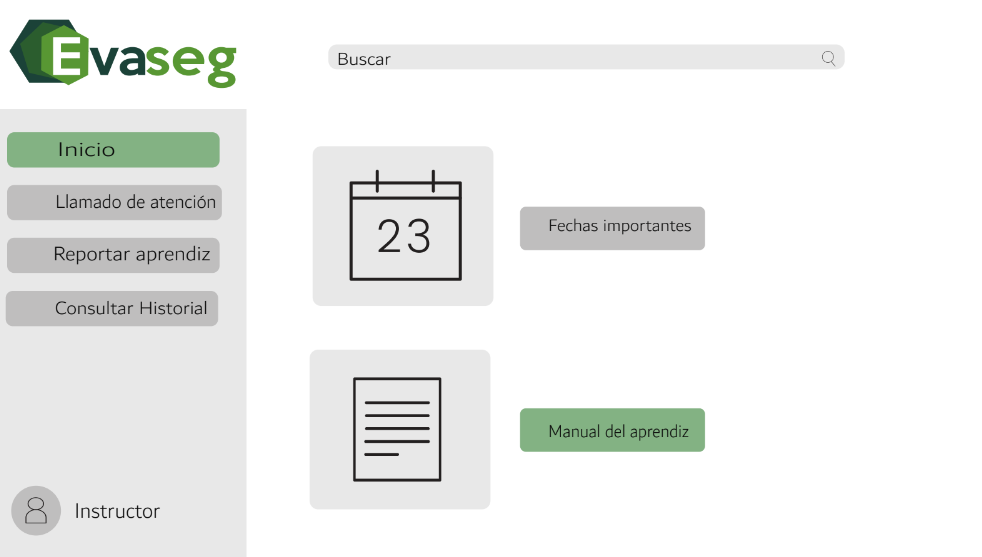 Evaseg
Buscar
Inicio
Llamado de atención
Reportar aprendiz
Consultar Historial
23
Fechas importantes
Manual del aprendiz
Instructor